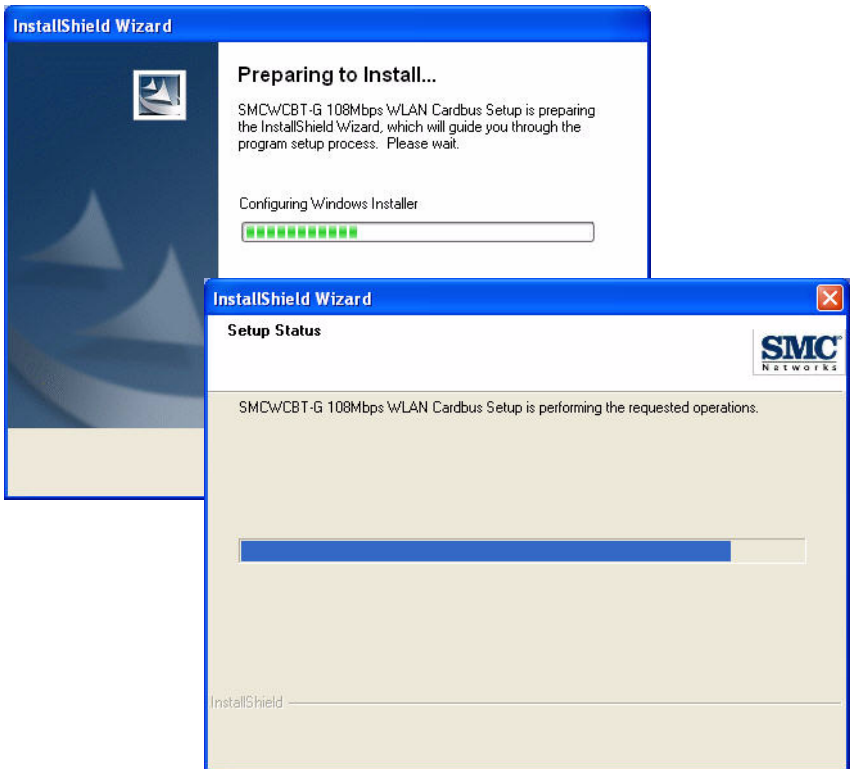 InstallShield Wizard
Preparing to Install...
SMCWCBT-G 108Mbps WLAN Cardbus Setup is preparing
the InstallShield Wizard, which will guide you through the
program setup process. Please wait.
Configuring Windows Installer
InstallShield Wizard
Setup Status
SMC®
Networks
SMCWCBT-G 108Mbps WLAN Cardbus Setup is performing the requested operations.
InstallShield